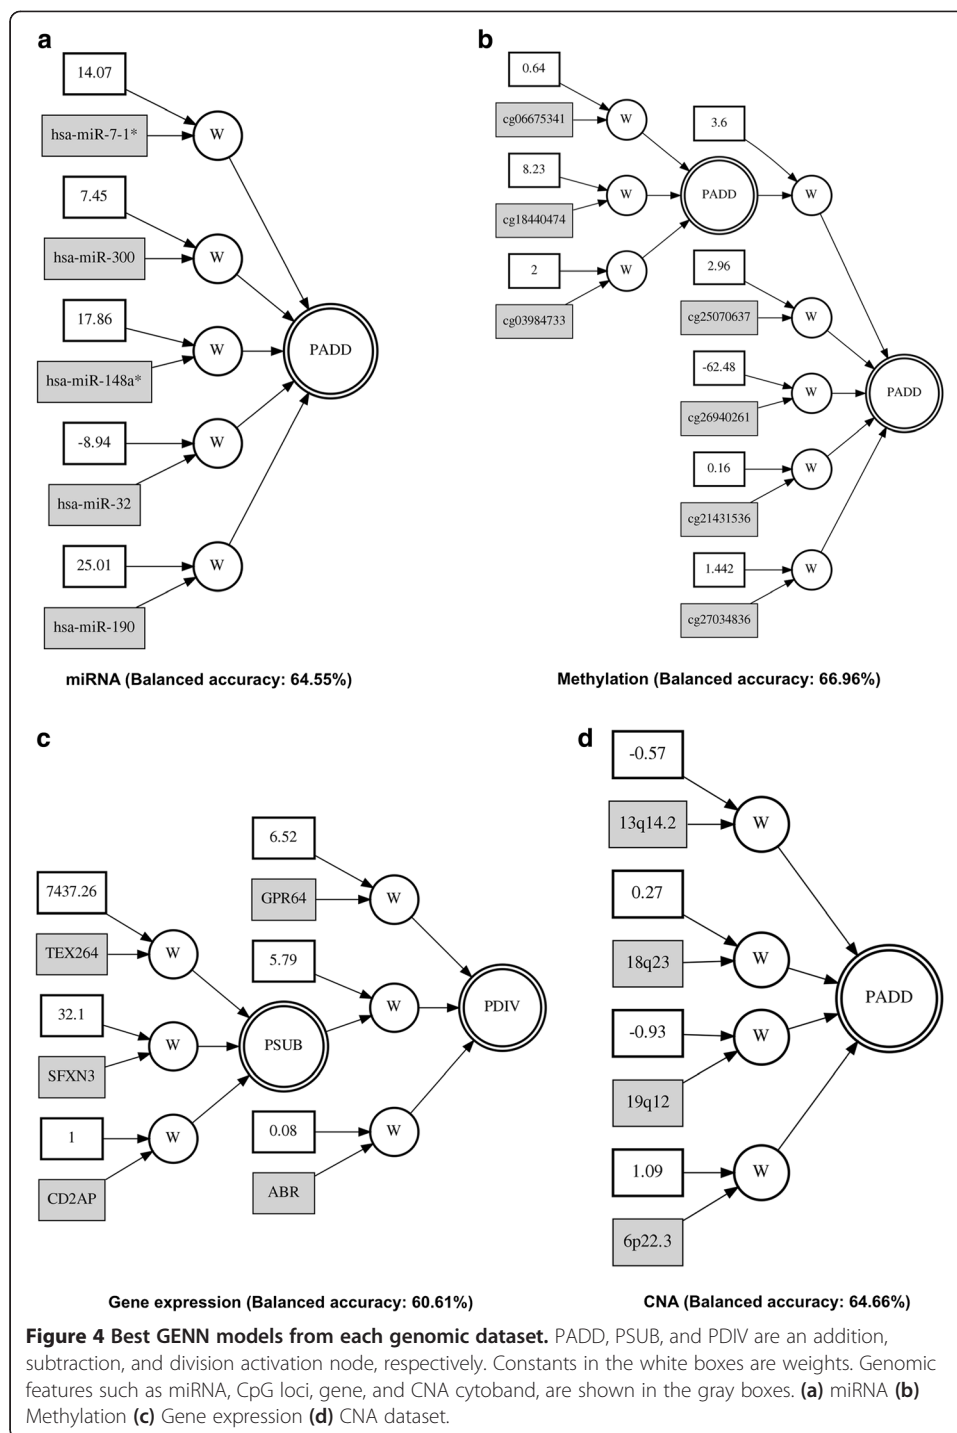 a
14.07
hsa-miR-7-1*
W
7.45
hsa-miR-300
W
17.86
hsa-miR-148a*
W
PADD
-8.94
hsa-miR-32
W
25.01
hsa-miR-190
W
miRNA (Balanced accuracy: 64.55%)
b
0.64
cg06675341
W
8.23
cg18440474
W
2
cg03984733
W
PADD
3.6
W
2.96
cg25070637
W
-62.48
cg26940261
W
PADD
0.16
cg21431536
W
1.442
cg27034836
W
Methylation (Balanced accuracy: 66.96%)
c
7437.26
TEX264
W
32.1
SFXN3
W
1
CD2AP
W
PSUB
6.52
GPR64
W
5.79
W
PDIV
0.08
ABR
W
Gene expression (Balanced accuracy: 60.61%)
d
-0.57
13q14.2
W
0.27
18q23
W
PADD
-0.93
19q12
W
1.09
6p22.3
W
CNA (Balanced accuracy: 64.66%)
Figure 4 Best GENN models from each genomic dataset. PADD, PSUB, and PDIV are an addition,
subtraction, and division activation node, respectively. Constants in the white boxes are weights. Genomic
features such as miRNA, CpG loci, gene, and CNA cytoband, are shown in the gray boxes. (a) miRNA (b)
Methylation (c) Gene expression (d) CNA dataset.